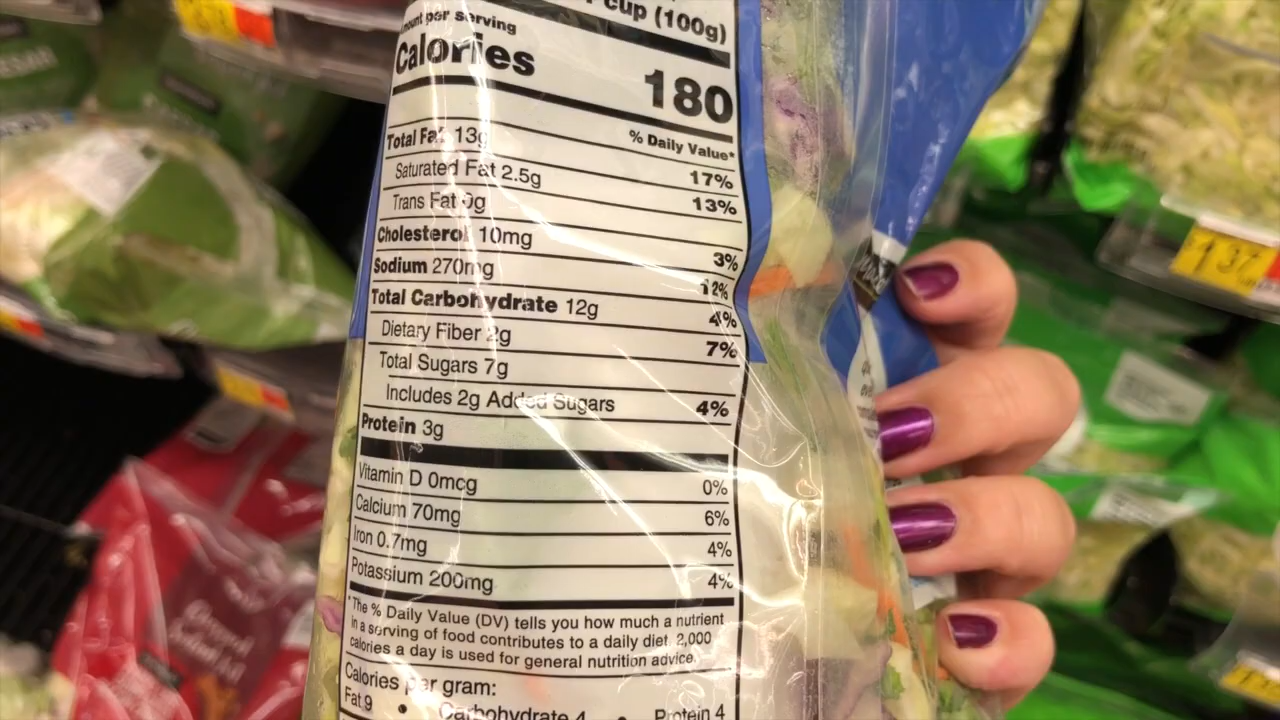 cup (100g)
per serving
Calories 180
% Daily Value*
Total Fat 13g 17%
Saturated Fat 2.5g 13%
Trans Fat 0g
Cholesterol 10mg 3%
Sodium 270mg 12%
Total Carbohydrate 12g 4%
Dietary Fiber 2g 7%
Total Sugars 7g
Includes 2g Added Sugars 4%
Protein 3g
Vitamin D 0mcg 0%
Calcium 70mg 6%
Iron 0.7mg 4%
Potassium 200mg 4%
*The % Daily Value (DV) tells you how much a nutrient
in a serving of food contributes to a daily diet. 2,000
calories a day is used for general nutrition advice.
Calories per gram:
Fat 9 • Carbohydrate 4 • Protein 4
1 37